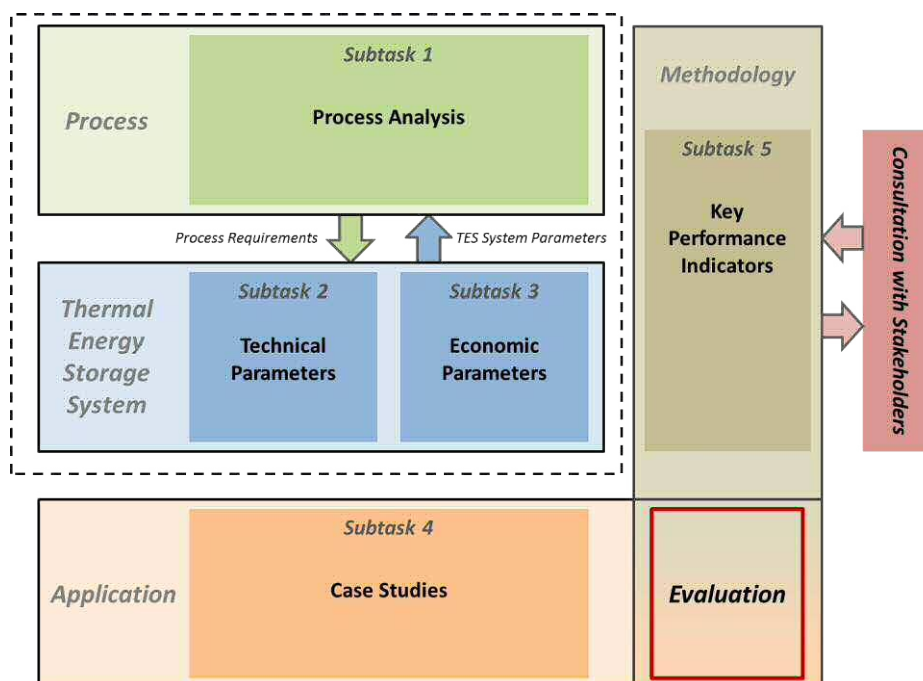 Process
Subtask 1
Process Analysis
Process Requirements
TES System Parameters
Thermal
Energy
Storage
System
Subtask 2
Technical
Parameters
Subtask 3
Economic
Parameters
Methodology
Subtask 5
Key
Performance
Indicators
Consultation with Stakeholders
Application
Subtask 4
Case Studies
Evaluation